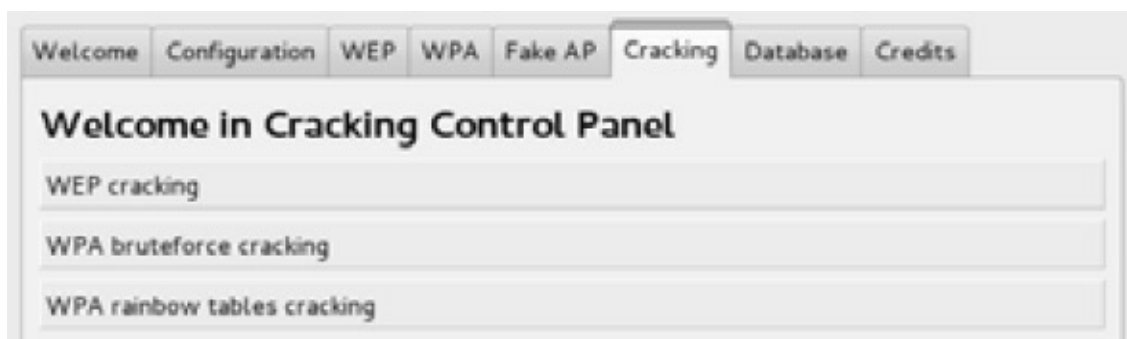 Welcome Configuration WEP WPA Fake AP Cracking Database Credits
Welcome in Cracking Control Panel
WEP cracking
WPA bruteforce cracking
WPA rainbow tables cracking